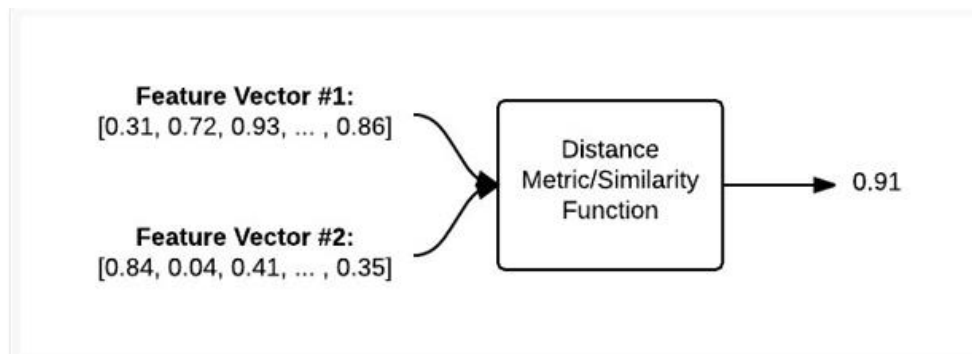 Feature Vector #1:
[0.31, 0.72, 0.93, ... , 0.86]
Feature Vector #2:
[0.84, 0.04, 0.41, ... , 0.35]
Distance
Metric/Similarity
Function
0.91